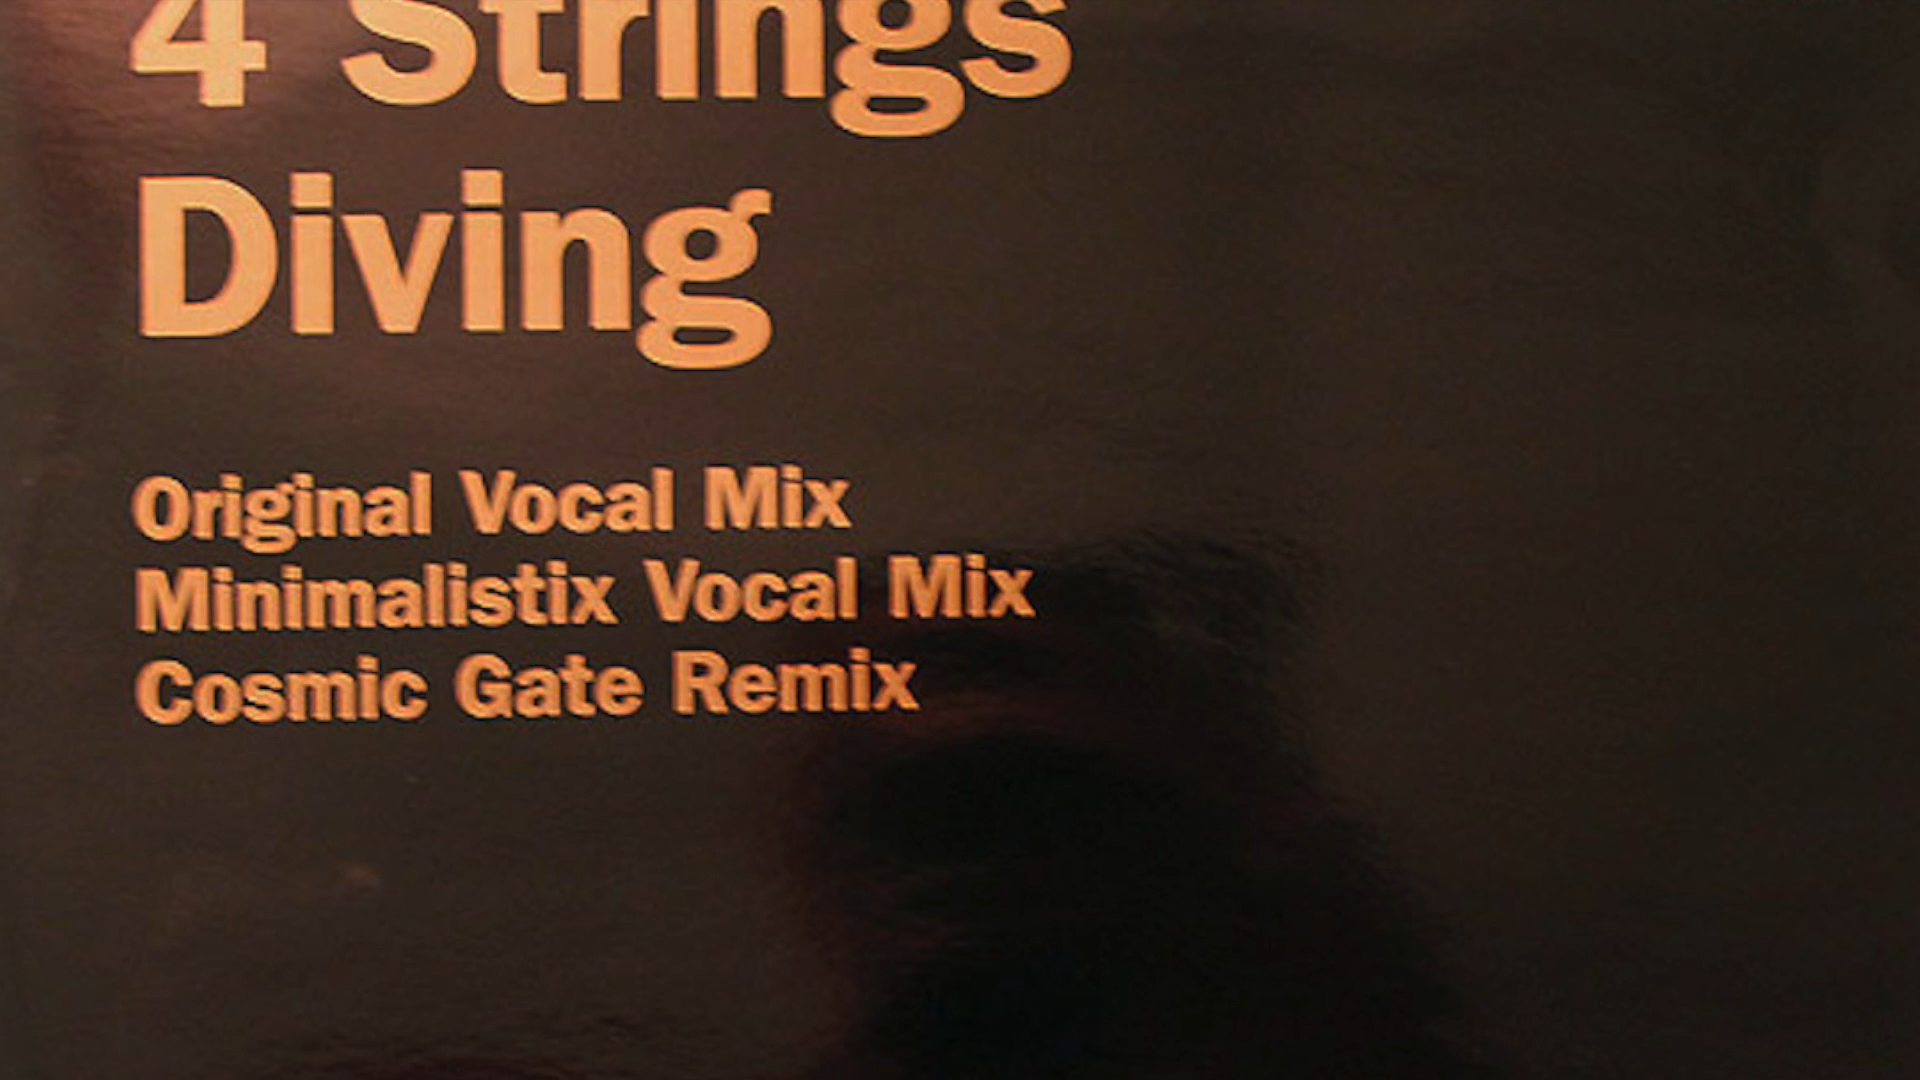 4 Strings
Diving
Original Vocal Mix
Minimalistix Vocal Mix
Cosmic Gate Remix